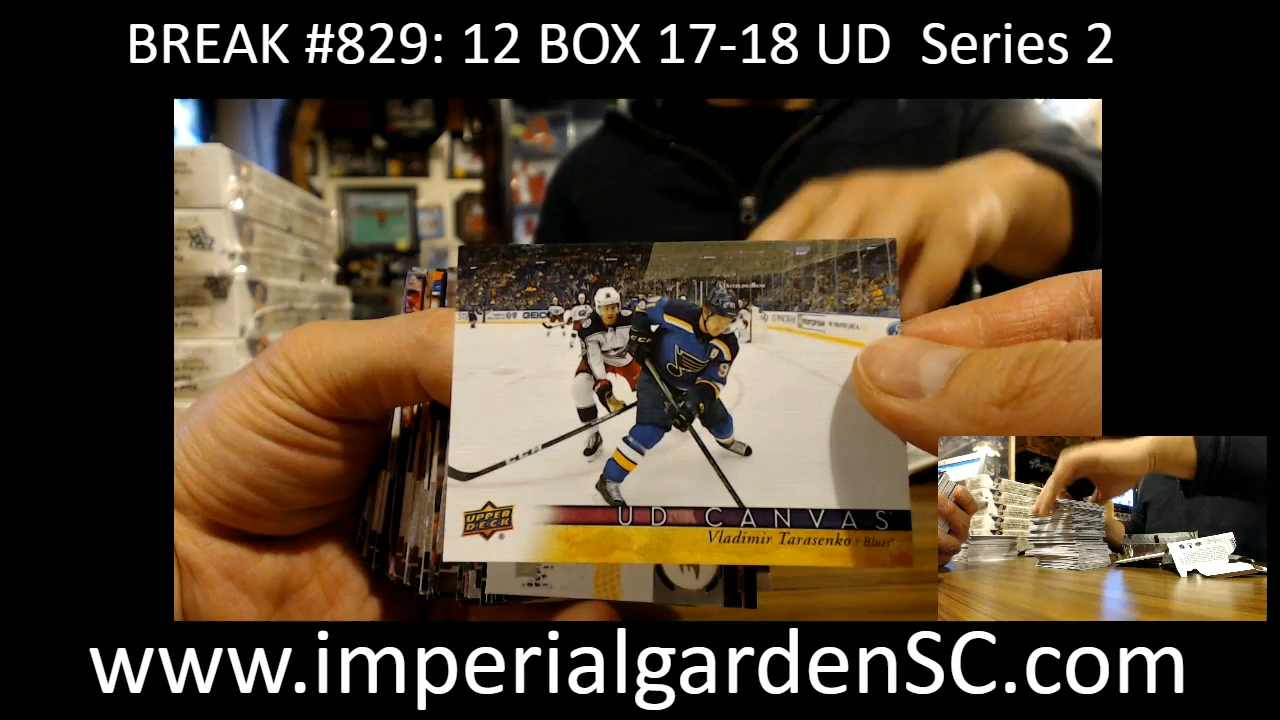 BREAK #829: 12 BOX 17-18 UD Series 2
GEICO
UPPER
DECK
UD CANVAS
Vladimir Tarasenko / Blues
www.imperialgardenSC.com